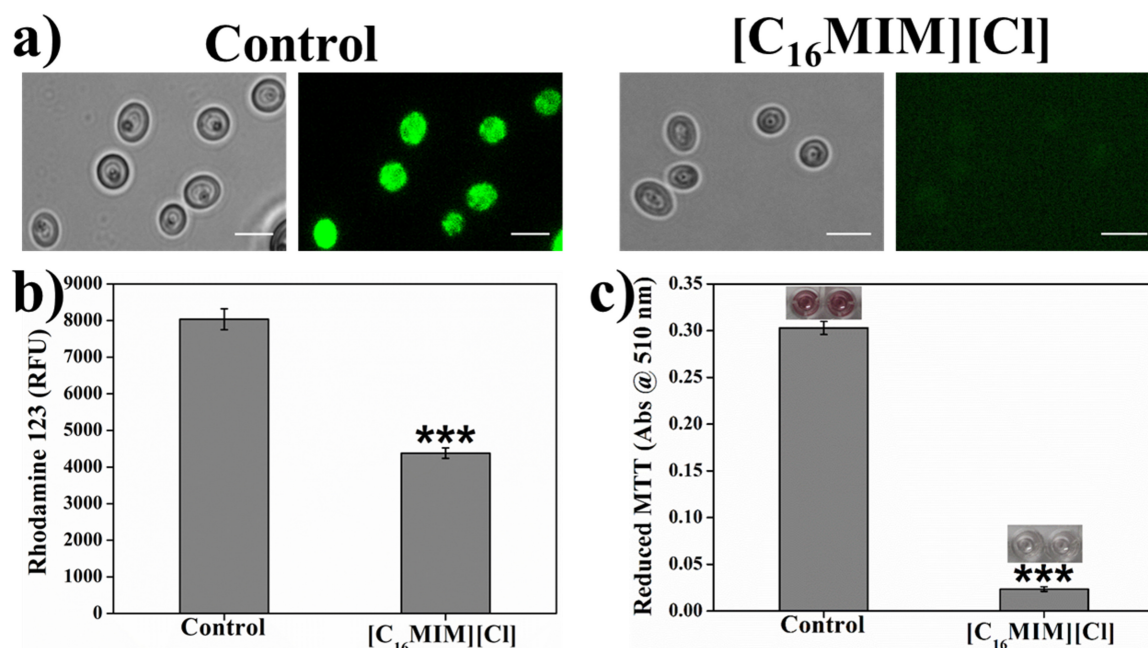 a)
Control
[C₁₆MIM][Cl]
b)
Rhodamine 123 (RFU)
9000
8000
7000
6000
5000
4000
3000
2000
1000
0
***
Control
[C₁₆MIM][Cl]
c)
Reduced MTT (Abs @ 510 nm)
0.35
0.30
0.25
0.20
0.15
0.10
0.05
0.00
***
Control
[C₁₆MIM][Cl]